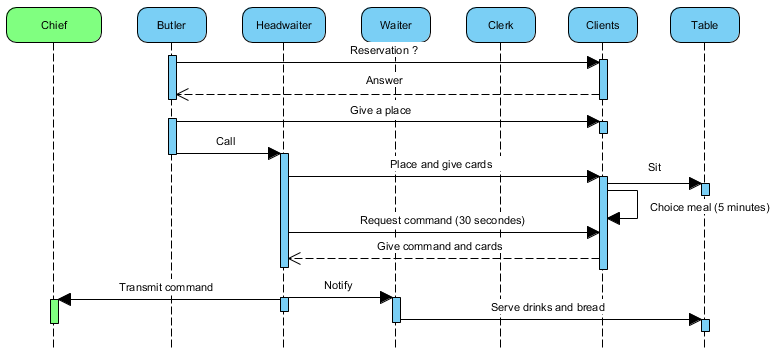 Chief
Butler
Headwaiter
Waiter
Clerk
Clients
Table
Reservation ?
Answer
Give a place
Call
Place and give cards
Sit
Choice meal (5 minutes)
Request command (30 secondes)
Give command and cards
Transmit command
Notify
Serve drinks and bread